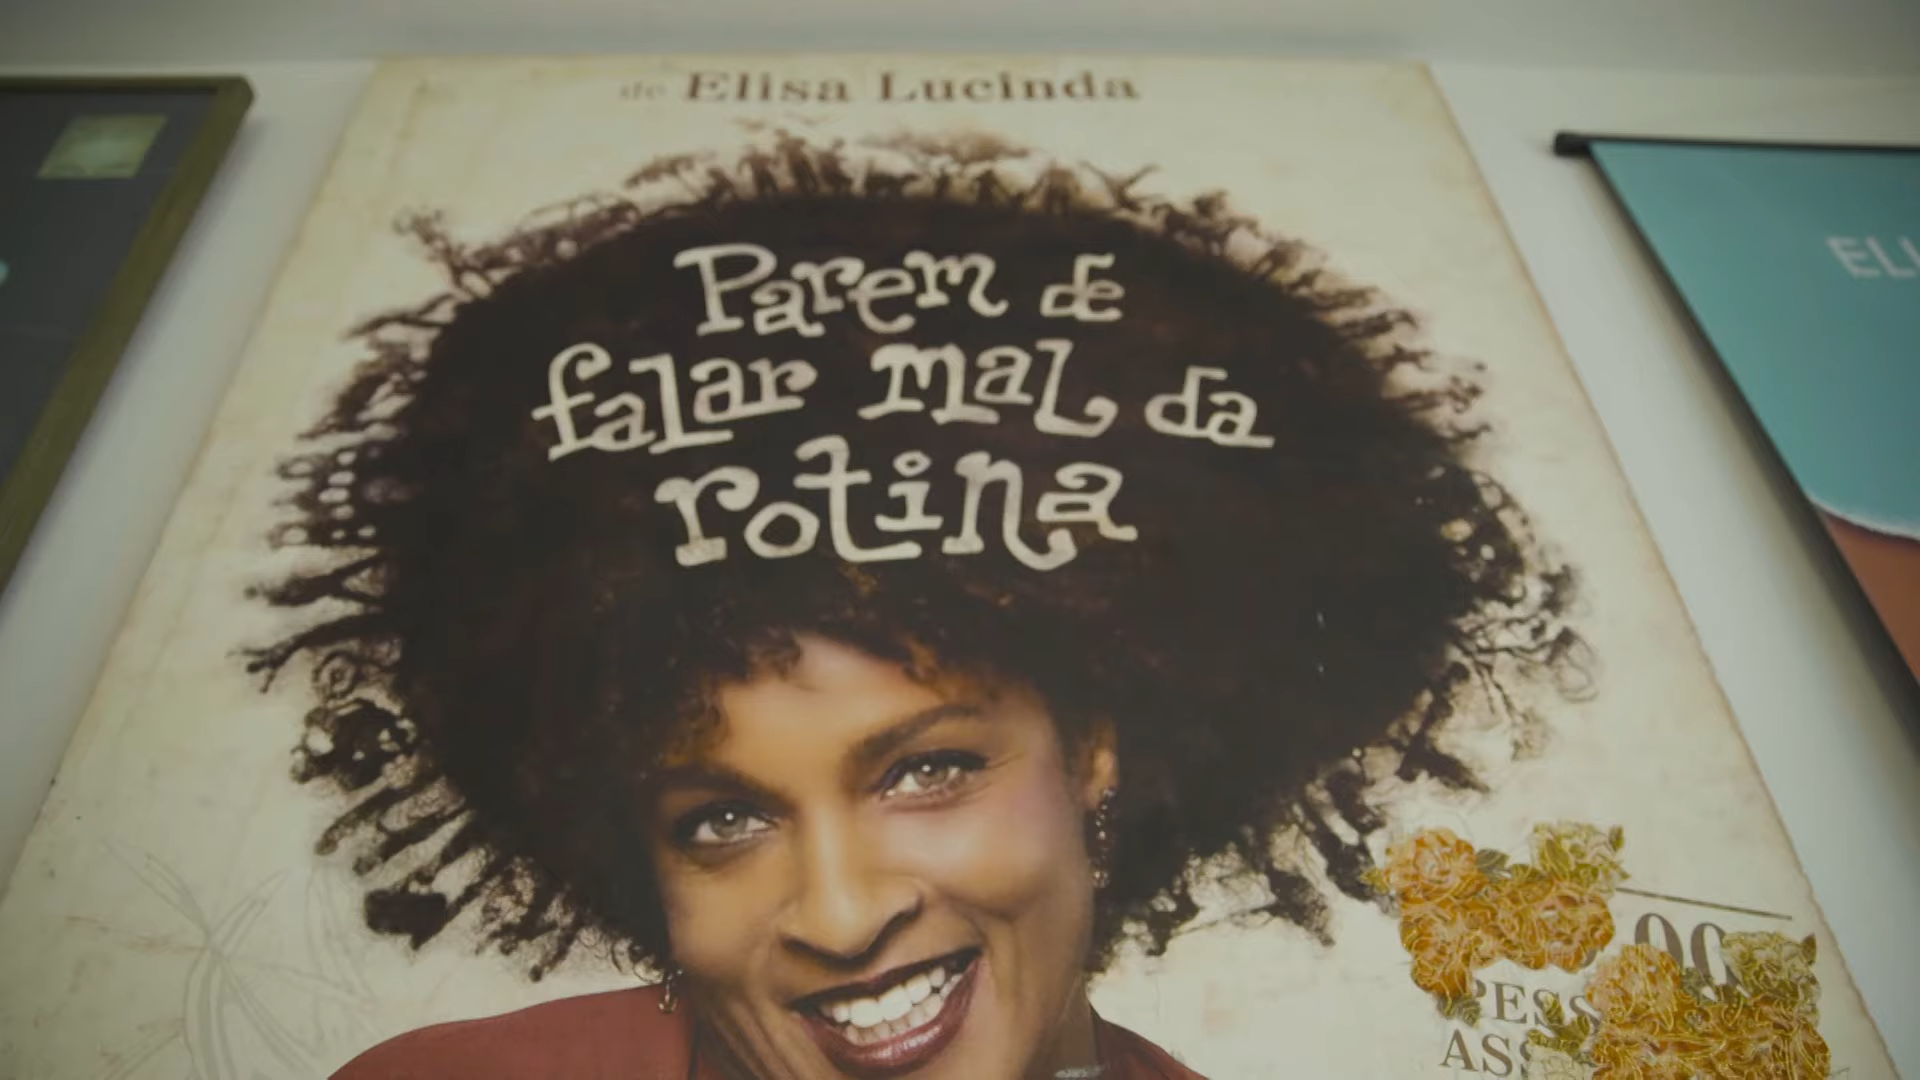 de Elisa Lucinda
Parem de
falar mal da
rotina